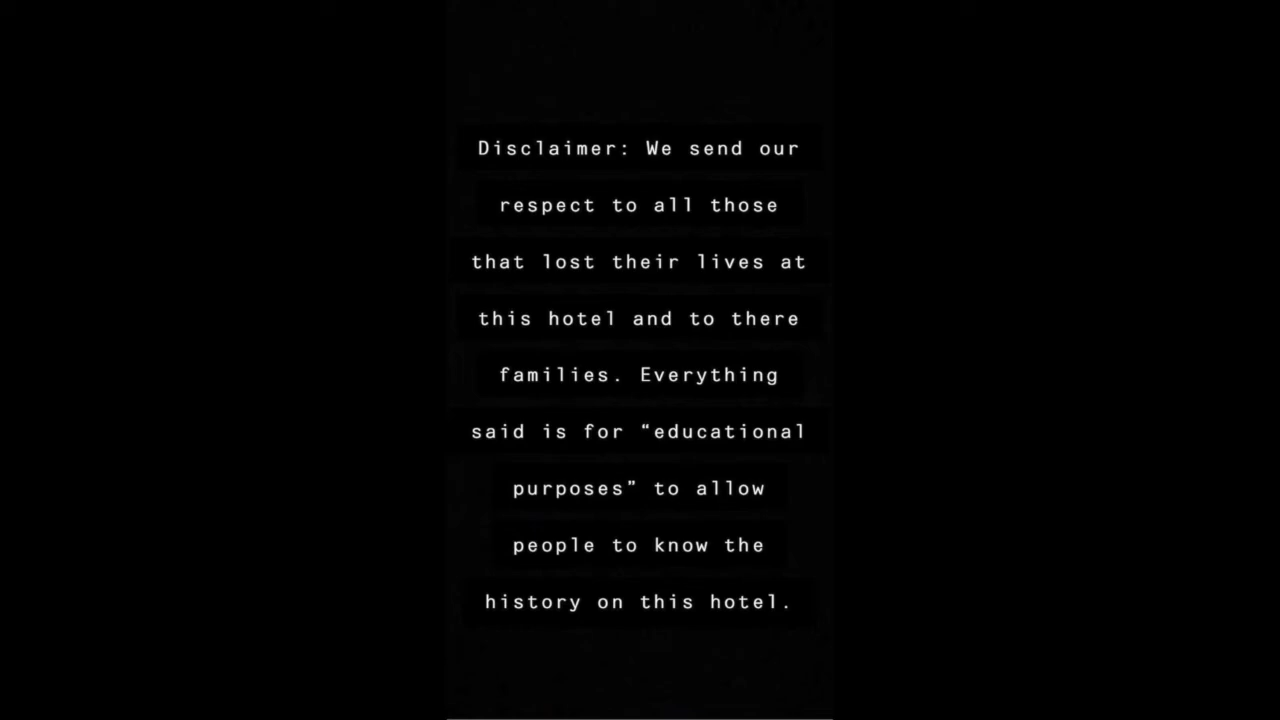 Disclaimer: We send our
respect to all those
that lost their lives at
this hotel and to there
families. Everything
said is for “educational
purposes” to allow
people to know the
history on this hotel.